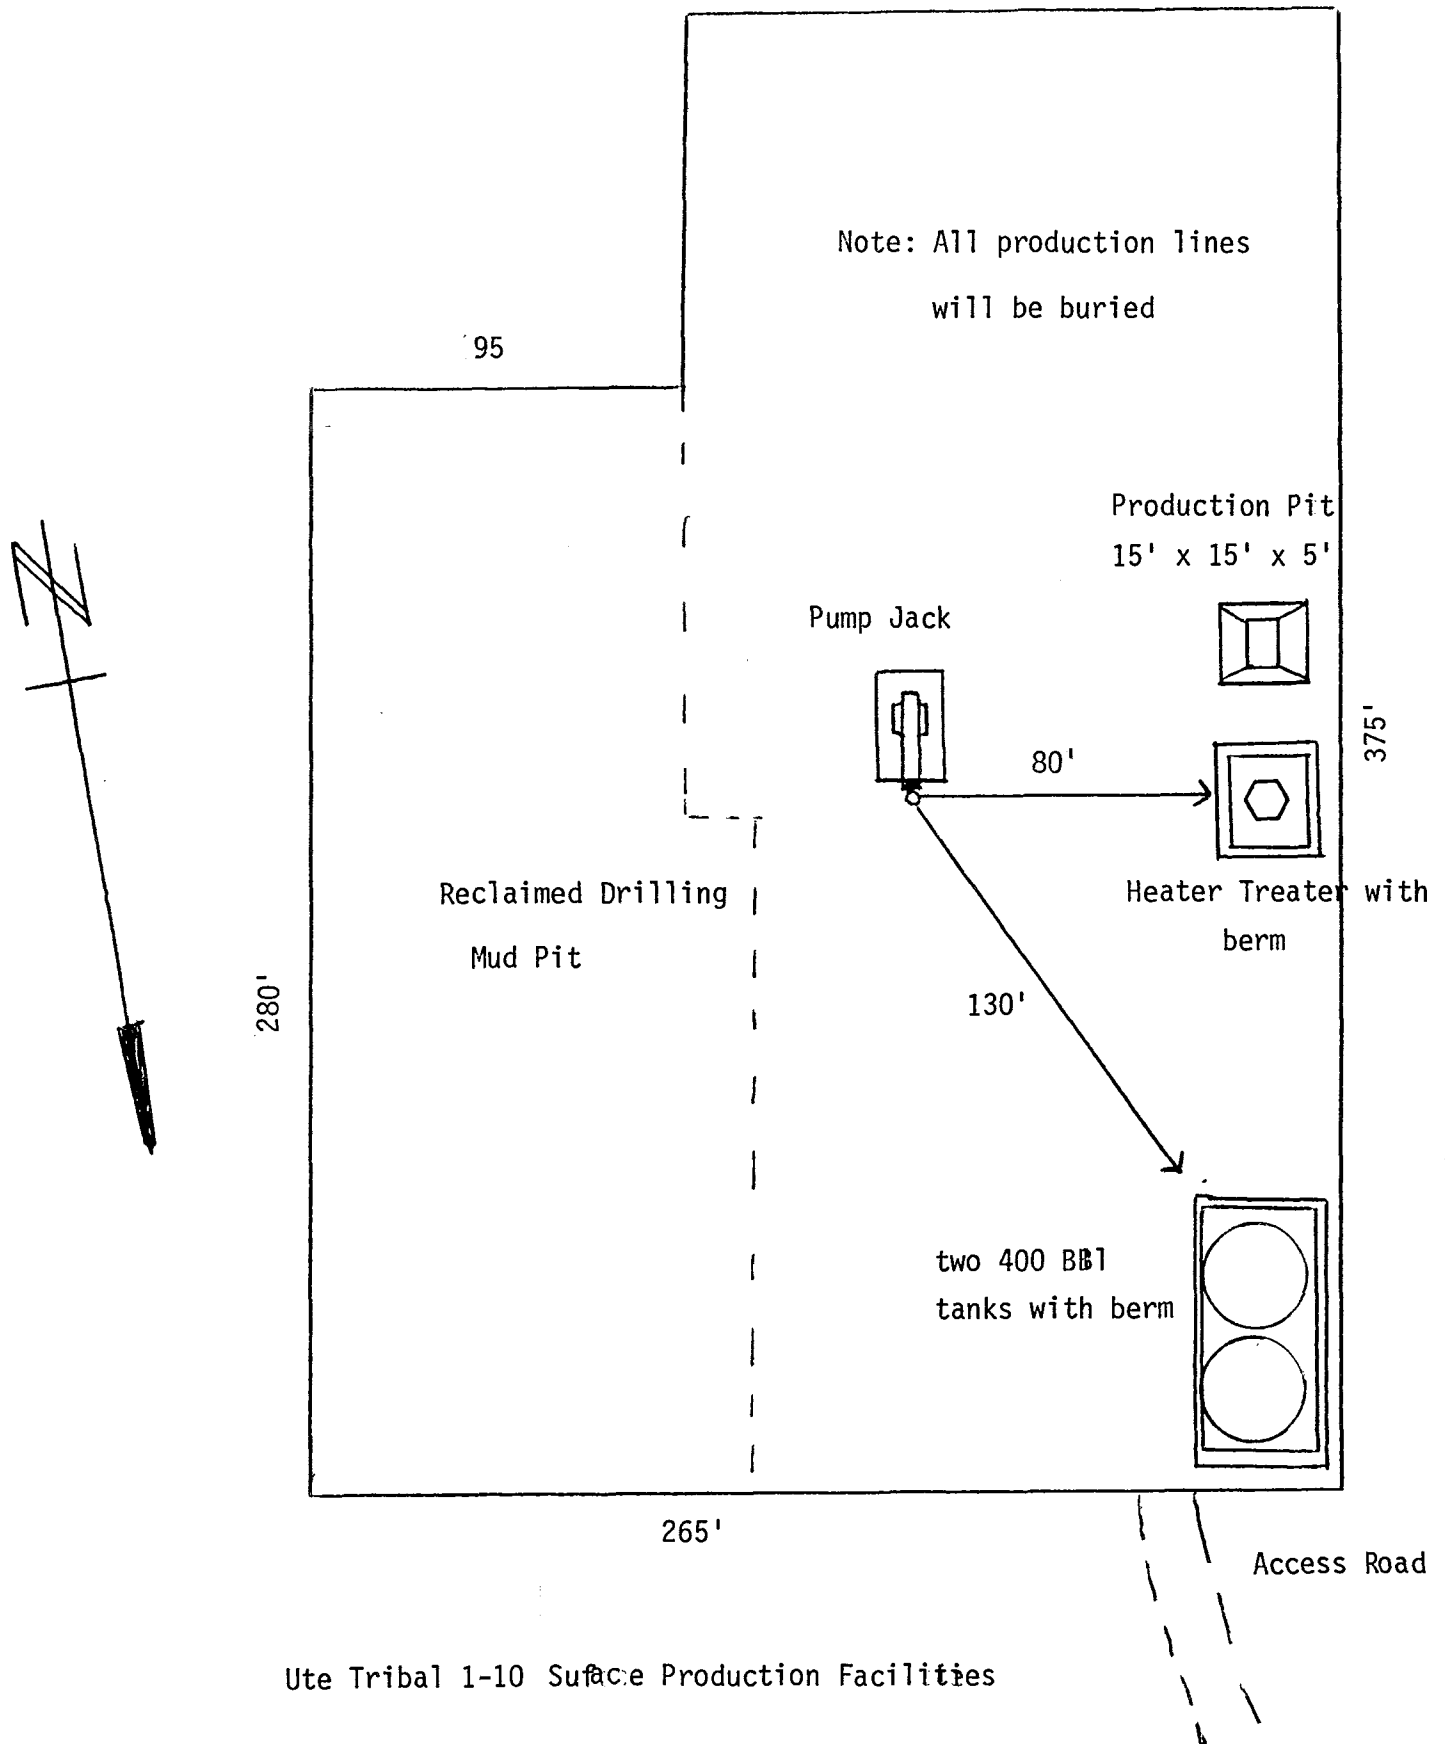 Note: All production lines
will be buried
95
Production Pit
15' x 15' x 5'
Pump Jack
N
375'
80'
Reclaimed Drilling
Mud Pit
Heater Treater with
berm
280'
130'
two 400 BBl
tanks with berm
265'
Access Road
Ute Tribal 1-10 Suface Production Facilities